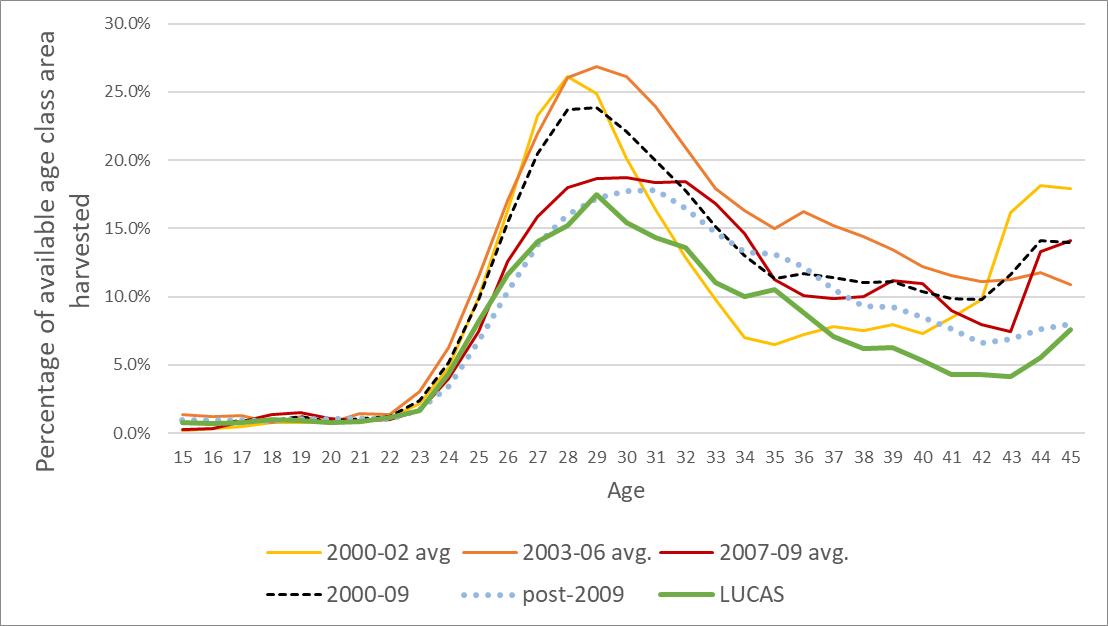 Percentage of available age class area
harvested
30.0%
25.0%
20.0%
15.0%
10.0%
5.0%
0.0%
15 16 17 18 19 20 21 22 23 24 25 26 27 28 29 30 31 32 33 34 35 36 37 38 39 40 41 42 43 44 45
Age
2000-02 avg 2003-06 avg. 2007-09 avg.
2000-09 post-2009 LUCAS